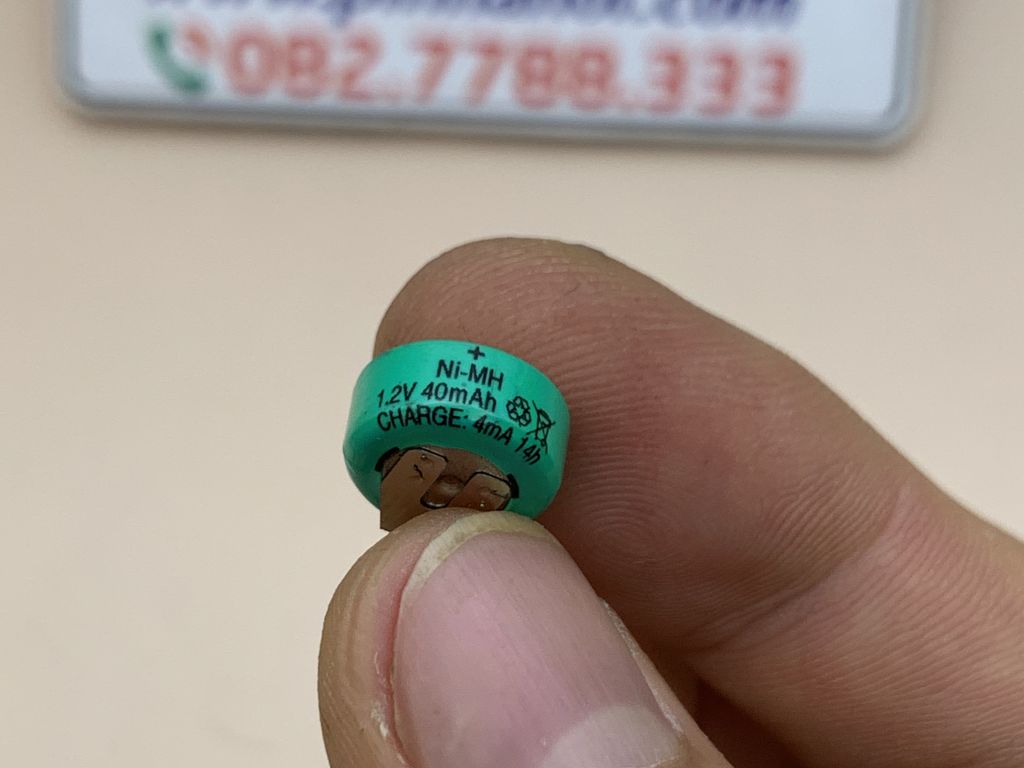 082.7788.333
+
Ni-MH
1.2V 40mAh
CHARGE: 4mA 14h